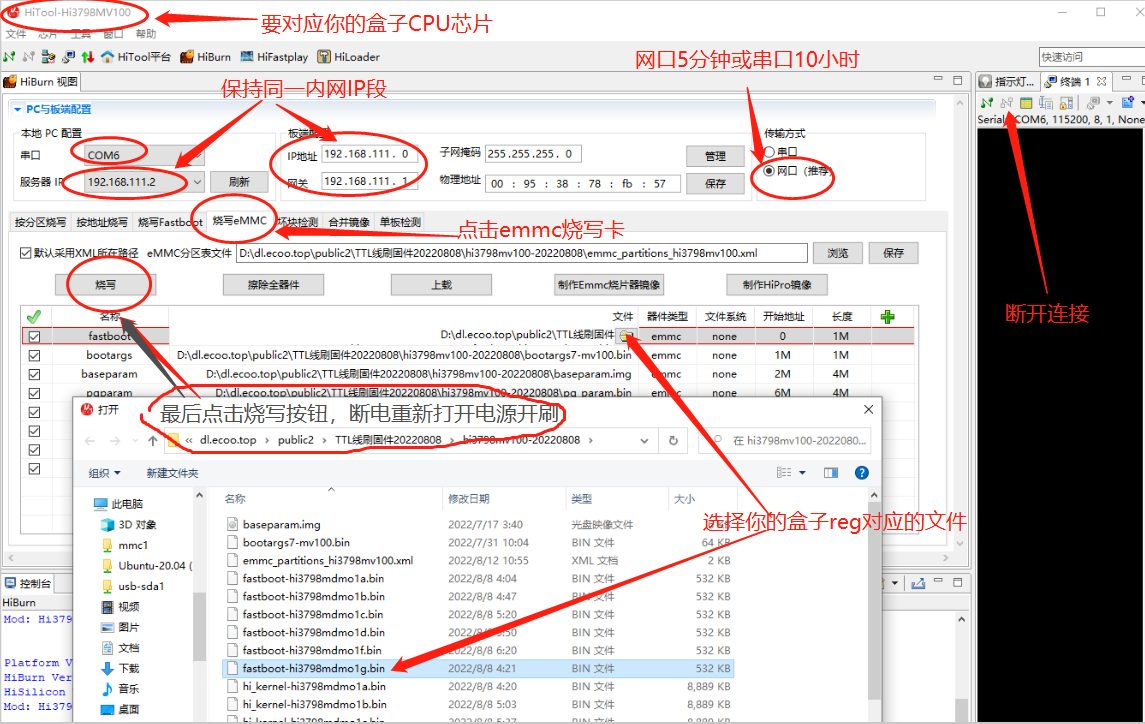 HiTool-Hi3798MV100
要对应你的盒子CPU芯片
文件 芯片 工具 窗口 帮助
HiTool平台 HiBurn HiFastplay HiLoader
快速访问
网口5分钟或串口10小时
HiBurn 视图
保持同一内网IP段
指示灯... 终端 1
PC与板端配置
Serial COM6, 115200, 8, 1, None
本地 PC 配置
板端配置
传输方式
串口 COM6
IP地址 192.168.111. 0
子网掩码 255.255.255. 0
管理
串口
服务器 IP 192.168.111.2 刷新
网关 192.168.111. 1
物理地址 00 : 95 : 38 : 78 : fb : 57
保存
网口（推荐）
按分区烧写 按地址烧写 烧写Fastboot 烧写eMMC 坏块检测 合并镜像 单板检测
点击emmc烧写卡
默认采用XML所在路径 eMMC分区表文件 D:\dl.ecoo.top\public2\TTL线刷固件20220808\hi3798mv100-20220808\emmc_partitions_hi3798mv100.xml 浏览 保存
烧写 擦除全器件 上载 制作Emmc烧片器镜像 制作HiPro镜像
断开连接
名称 文件 器件类型 文件系统 开始地址 长度
fastboot D:\dl.ecoo.top\public2\TTL线刷固件 emmc none 0 1M
bootargs D:\dl.ecoo.top\public2\TTL线刷固件20220808\hi3798mv100-20220808\bootargs7-mv100.bin emmc none 1M 1M
baseparam D:\dl.ecoo.top\public2\TTL线刷固件20220808\hi3798mv100-20220808\baseparam.img emmc none 2M 4M
pqparam D:\dl.ecoo.top\public2\TTL线刷固件20220808\hi3798mv100-20220808\pq_param.bin emmc none 6M 4M
打开
最后点击烧写按钮，断电重新打开电源开刷
« dl.ecoo.top › public2 › TTL线刷固件20220808 › hi3798mv100-20220808 ›
在 hi3798mv100-2022080...
组织 新建文件夹
此电脑
3D 对象
mmc1
Ubuntu-20.04 (
usb-sda1
视频
图片
文档
下载
音乐
桌面
名称 修改日期 类型 大小
选择你的盒子reg对应的文件
baseparam.img 2022/7/17 3:40 光盘映像文件
bootargs7-mv100.bin 2022/7/31 10:04 BIN 文件 64 KB
emmc_partitions_hi3798mv100.xml 2022/8/12 10:55 XML 文档 2 KB
fastboot-hi3798mdmo1a.bin 2022/8/8 4:04 BIN 文件 532 KB
fastboot-hi3798mdmo1b.bin 2022/8/8 4:47 BIN 文件 532 KB
fastboot-hi3798mdmo1c.bin 2022/8/8 5:20 BIN 文件 532 KB
fastboot-hi3798mdmo1d.bin 2022/8/8 5:50 BIN 文件 532 KB
fastboot-hi3798mdmo1f.bin 2022/8/8 6:20 BIN 文件 532 KB
fastboot-hi3798mdmo1g.bin 2022/8/8 4:21 BIN 文件 532 KB
hi_kernel-hi3798mdmo1a.bin 2022/8/8 4:20 BIN 文件 8,889 KB
hi_kernel-hi3798mdmo1b.bin 2022/8/8 5:03 BIN 文件 8,889 KB
hi_kernel-hi3798mdmo1c.bin 2022/8/8 5:37 BIN 文件 8,889 KB
控制台
HiBurn
Mod: Hi379
Platform V
HiBurn Ver
HiSilicon
Mod: Hi379